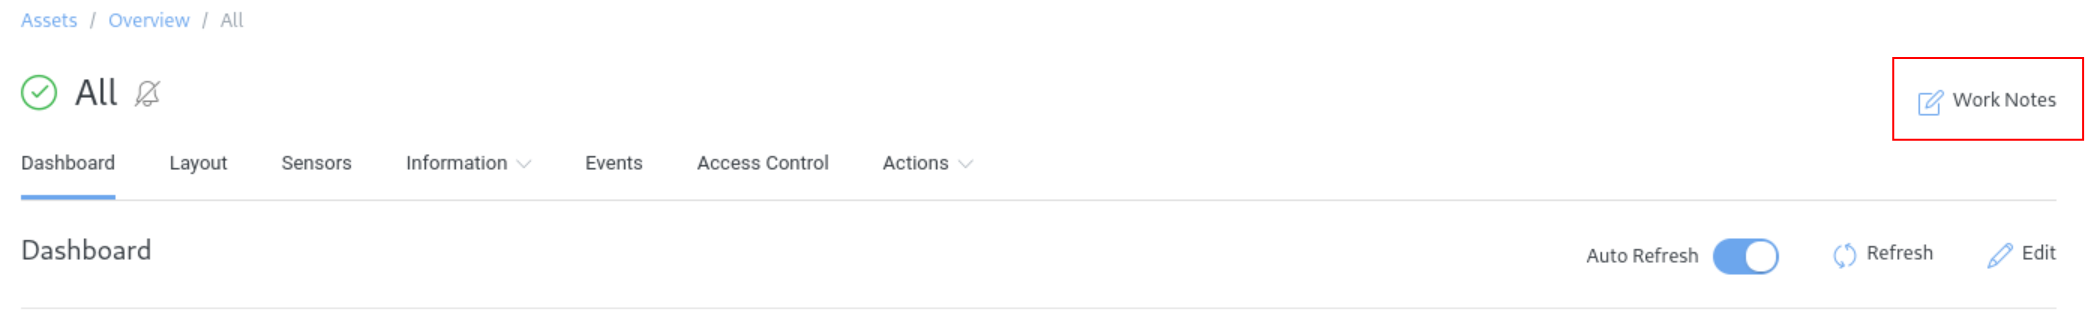 Assets / Overview / All
All
Work Notes
Dashboard Layout Sensors Information Events Access Control Actions
Dashboard
Auto Refresh Refresh Edit